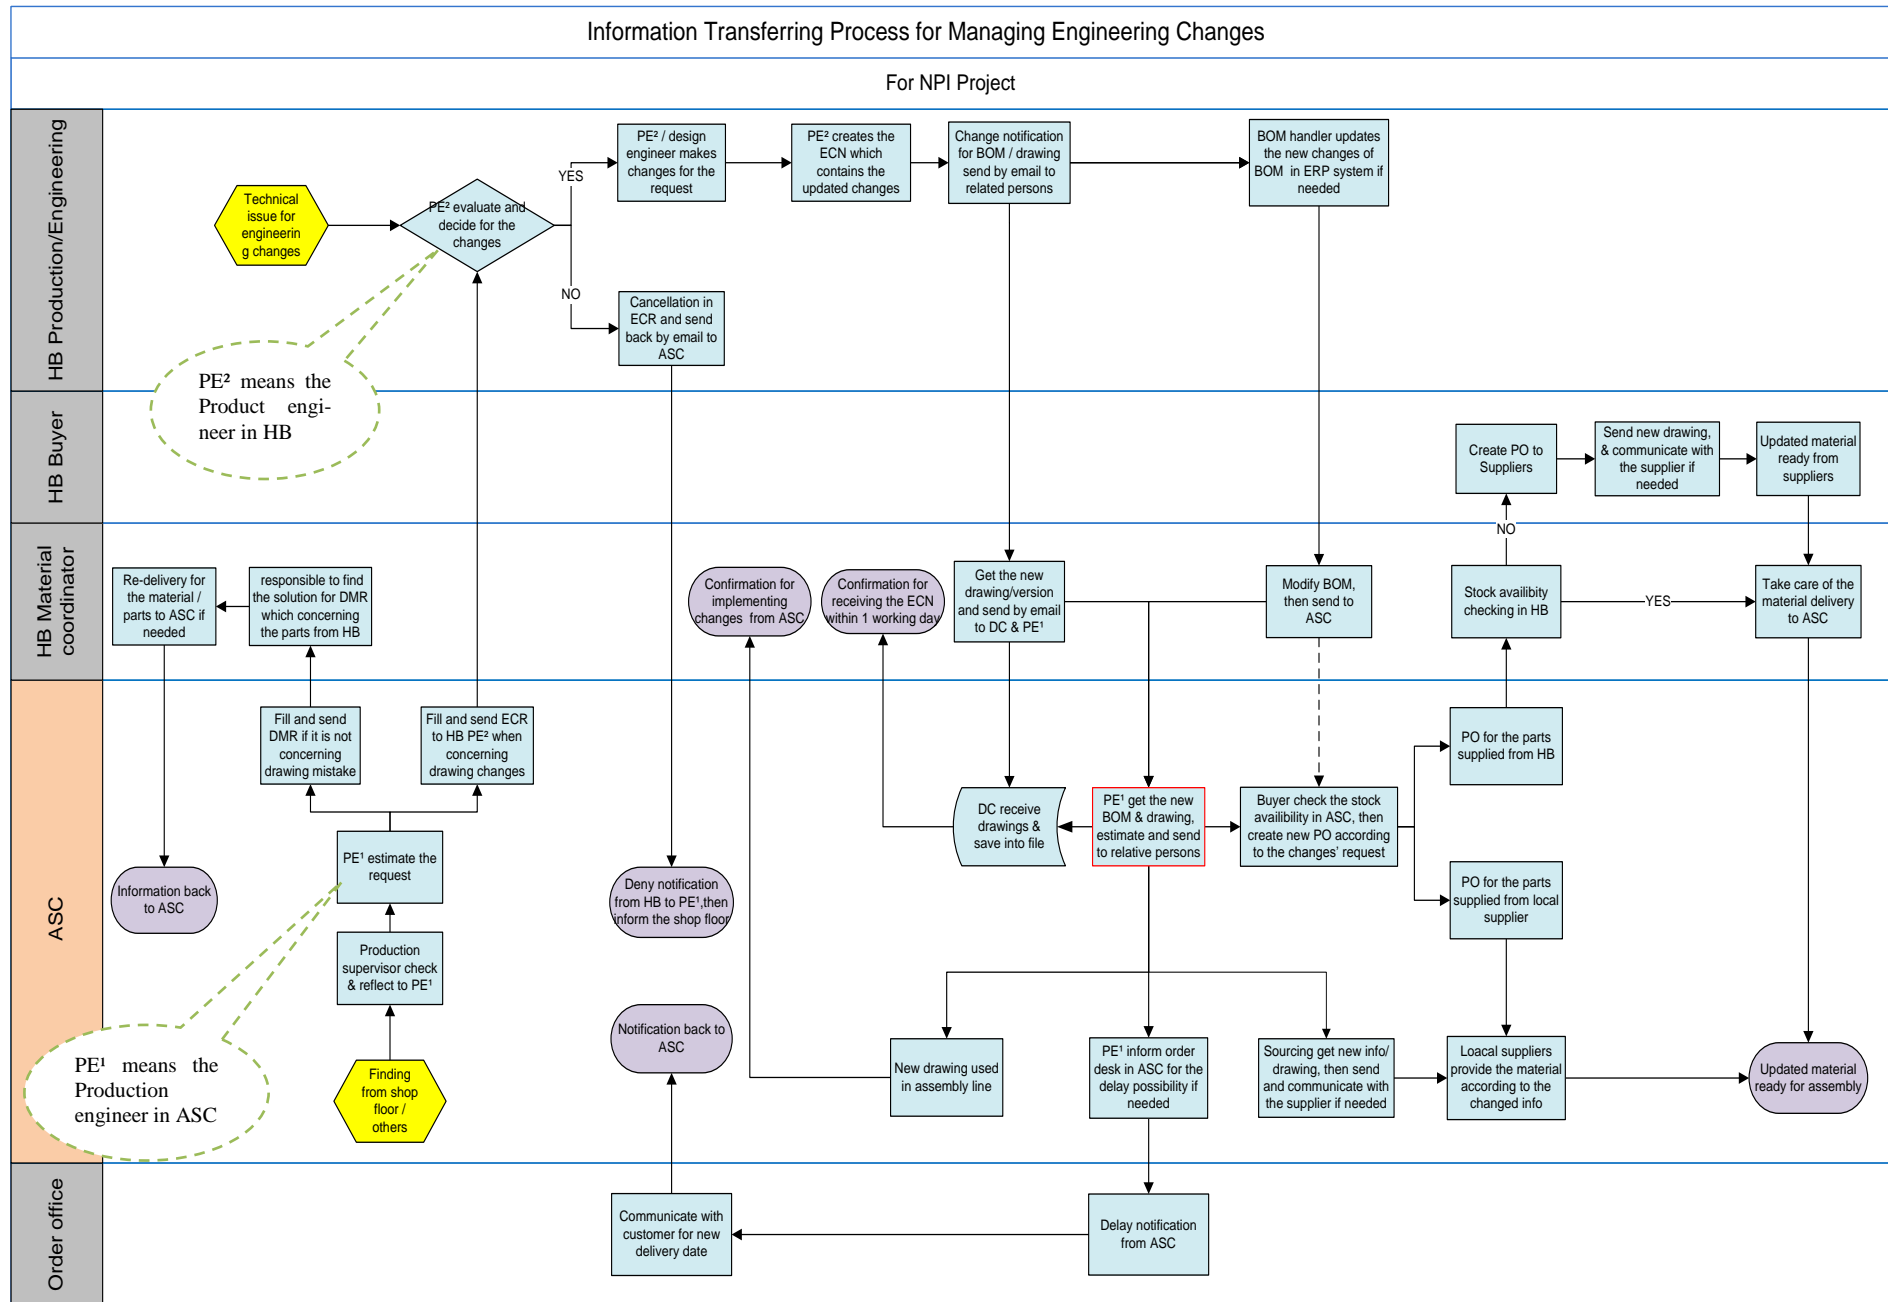 Information Transferring Process for Managing Engineering Changes
For NPI Project
HB Production/Engineering
Technical
issue for
engineerin
g changes
PE² evaluate and
decide for the
changes
YES
NO
PE² / design
engineer makes
changes for the
request
PE² creates the
ECN which
contains the
updated changes
Change notification
for BOM / drawing
send by email to
related persons
BOM handler updates
the new changes of
BOM  in ERP system if
needed
Cancellation in
ECR and send
back by email to
ASC
PE² means the
Product engi-
neer in HB
HB Buyer
Create PO to
Suppliers
Send new drawing,
& communicate with
the supplier if
needed
Updated material
ready from
suppliers
NO
HB Material
coordinator
Re-delivery for
the material /
parts to ASC if
needed
responsible to find
the solution for DMR
which concerning
the parts from HB
Confirmation for
implementing
changes  from ASC
Confirmation for
receiving the ECN
within 1 working day
Get the new
drawing/version
and send by email
to DC & PE¹
Modify BOM,
then send to
ASC
Stock availibity
checking in HB
YES
Take care of the
material delivery
to ASC
ASC
Fill and send
DMR if it is not
concerning
drawing mistake
Fill and send ECR
to HB PE² when
concerning
drawing changes
PO for the parts
supplied from HB
DC receive
drawings &
save into file
PE¹ get the new
BOM & drawing,
estimate and send
to relative persons
Buyer check the stock
availibility in ASC, then
create new PO according
to the changes' request
PE¹ estimate the
request
Information back
to ASC
Deny notification
from HB to PE¹,then
inform the shop floor
PO for the parts
supplied from local
supplier
Production
supervisor check
& reflect to PE¹
Notification back to
ASC
PE¹ means the
Production
engineer in ASC
Finding
from shop
floor /
others
New drawing used
in assembly line
PE¹ inform order
desk in ASC for the
delay possibility if
needed
Sourcing get new info/
drawing, then send
and communicate with
the supplier if needed
Loacal suppliers
provide the material
according to the
changed info
Updated material
ready for assembly
Order office
Communicate with
customer for new
delivery date
Delay notification
from ASC